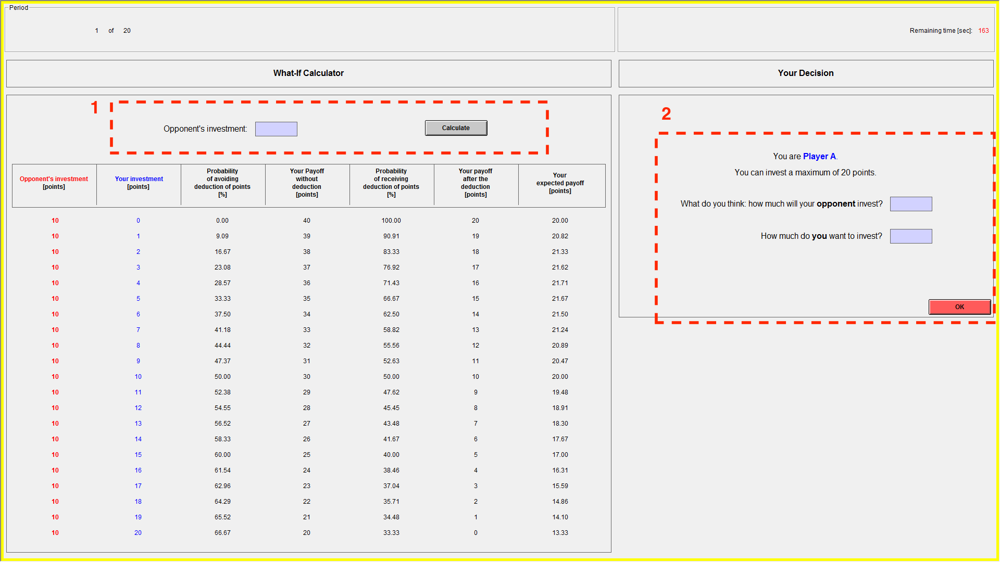 Period
1 of 20
Remaining time [sec]: 163
What-If Calculator
Your Decision
1
Opponent's investment:
Calculate
Opponent's investment
[points]
Your investment
[points]
Probability
of avoiding
deduction of points
[%]
Your Payoff
without
deduction
[points]
Probability
of receiving
deduction of points
[%]
Your payoff
after the
deduction
[points]
Your
expected payoff
[points]
10 0 0.00 40 100.00 20 20.00
10 1 9.09 39 90.91 19 20.82
10 2 16.67 38 83.33 18 21.33
10 3 23.08 37 76.92 17 21.62
10 4 28.57 36 71.43 16 21.71
10 5 33.33 35 66.67 15 21.67
10 6 37.50 34 62.50 14 21.50
10 7 41.18 33 58.82 13 21.24
10 8 44.44 32 55.56 12 20.89
10 9 47.37 31 52.63 11 20.47
10 10 50.00 30 50.00 10 20.00
10 11 52.38 29 47.62 9 19.48
10 12 54.55 28 45.45 8 18.91
10 13 56.52 27 43.48 7 18.30
10 14 58.33 26 41.67 6 17.67
10 15 60.00 25 40.00 5 17.00
10 16 61.54 24 38.46 4 16.31
10 17 62.96 23 37.04 3 15.59
10 18 64.29 22 35.71 2 14.86
10 19 65.52 21 34.48 1 14.10
10 20 66.67 20 33.33 0 13.33
2
You are Player A.
You can invest a maximum of 20 points.
What do you think: how much will your opponent invest?
How much do you want to invest?
OK